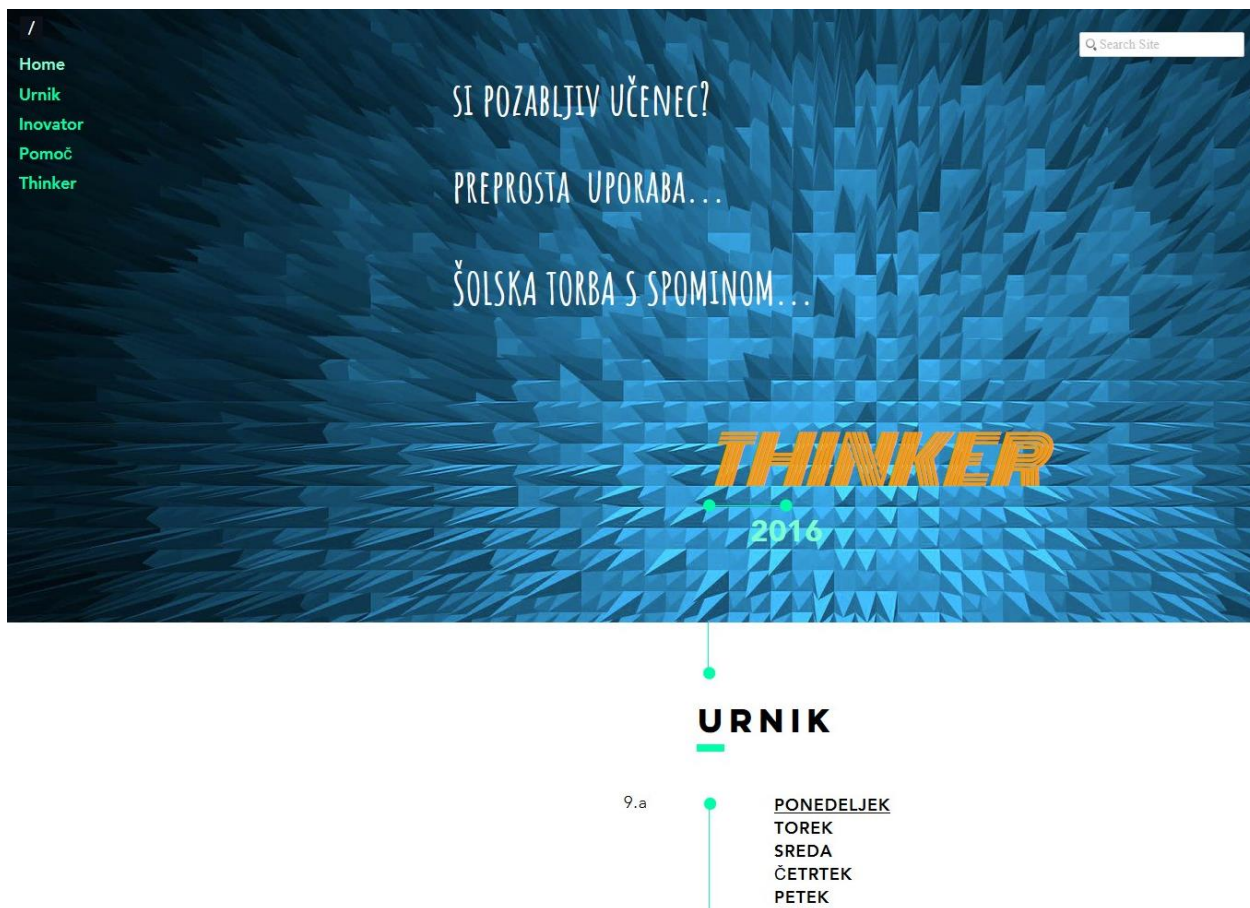 /
Home
Urnik
Inovator
Pomoč
Thinker
Search Site
SI POZABLJIV UČENEC?
PREPROSTA UPORABA...
ŠOLSKA TORBA S SPOMINOM...
THINKER
2016
URNIK
9.a
PONEDELJEK
TOREK
SREDA
ČETRTEK
PETEK